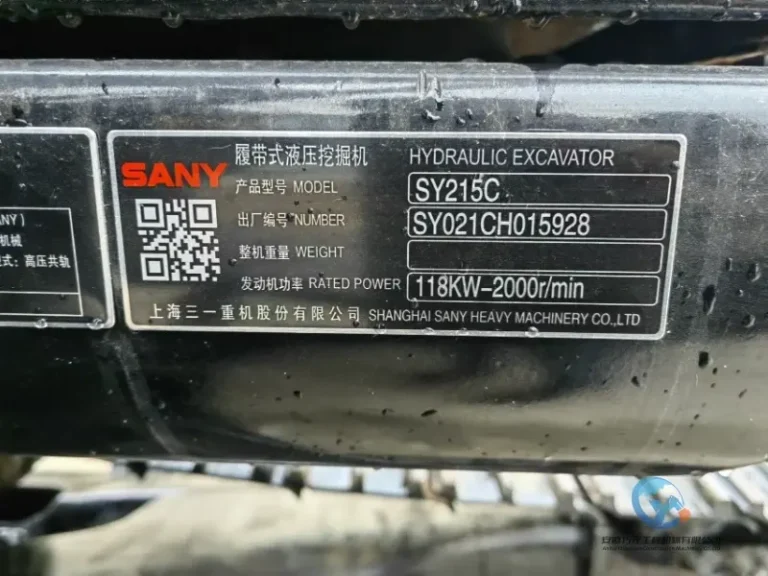 ANY)
机械
式：高压共轨
SANY 履带式液压挖掘机 HYDRAULIC EXCAVATOR
产品型号 MODEL SY215C
出厂编号 NUMBER SY021CH015928
整机重量 WEIGHT
发动机功率 RATED POWER 118KW-2000r/min
上海三一重机股份有限公司 SHANGHAI SANY HEAVY MACHINERY CO.,LTD